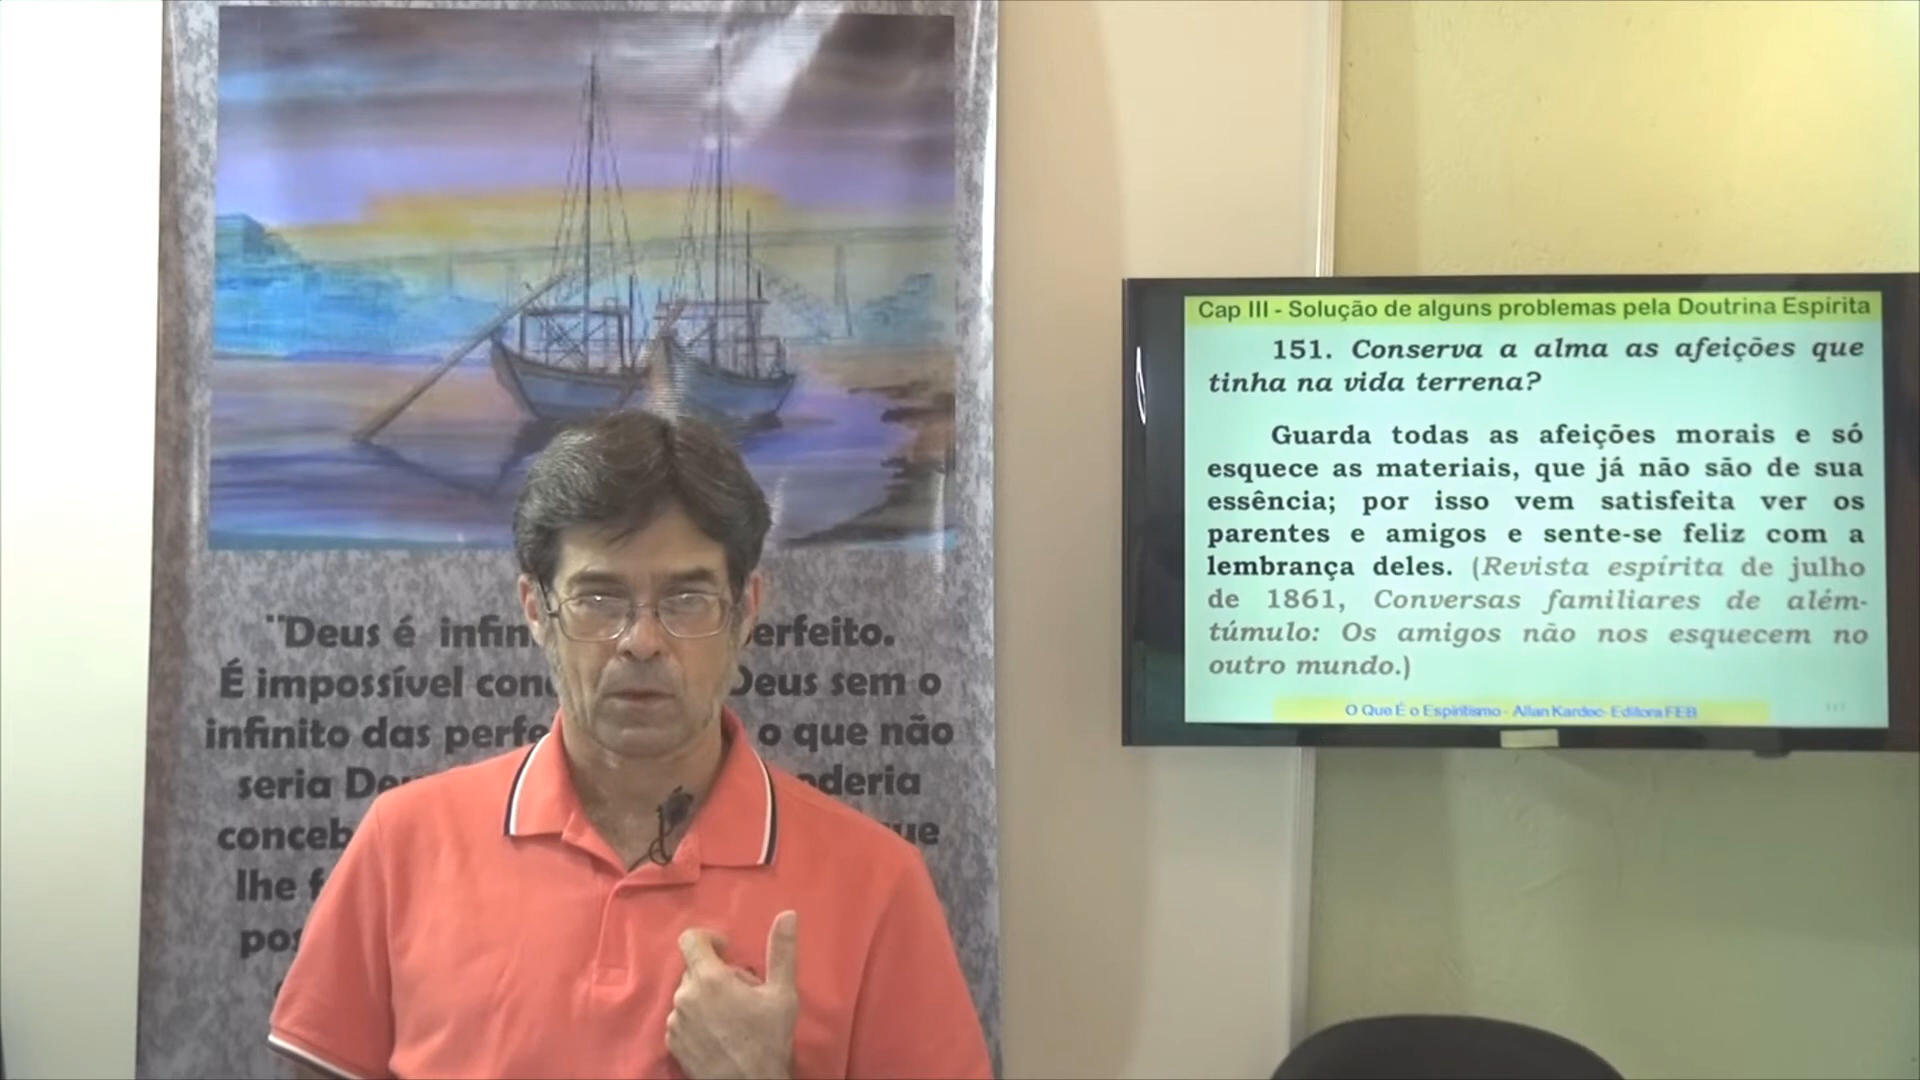 ¨Deus é infin erfeito.
É impossível conc Deus sem o
infinito das perfe o que não
seria De oderia
conceb ue
lhe f
pos
Cap III - Solução de alguns problemas pela Doutrina Espírita
151. Conserva a alma as afeições que
tinha na vida terrena?
Guarda todas as afeições morais e só
esquece as materiais, que já não são de sua
essência; por isso vem satisfeita ver os
parentes e amigos e sente-se feliz com a
lembrança deles. (Revista espírita de julho
de 1861, Conversas familiares de além-
túmulo: Os amigos não nos esquecem no
outro mundo.)
O Que É o Espiritismo - Allan Kardec- Editora FEB